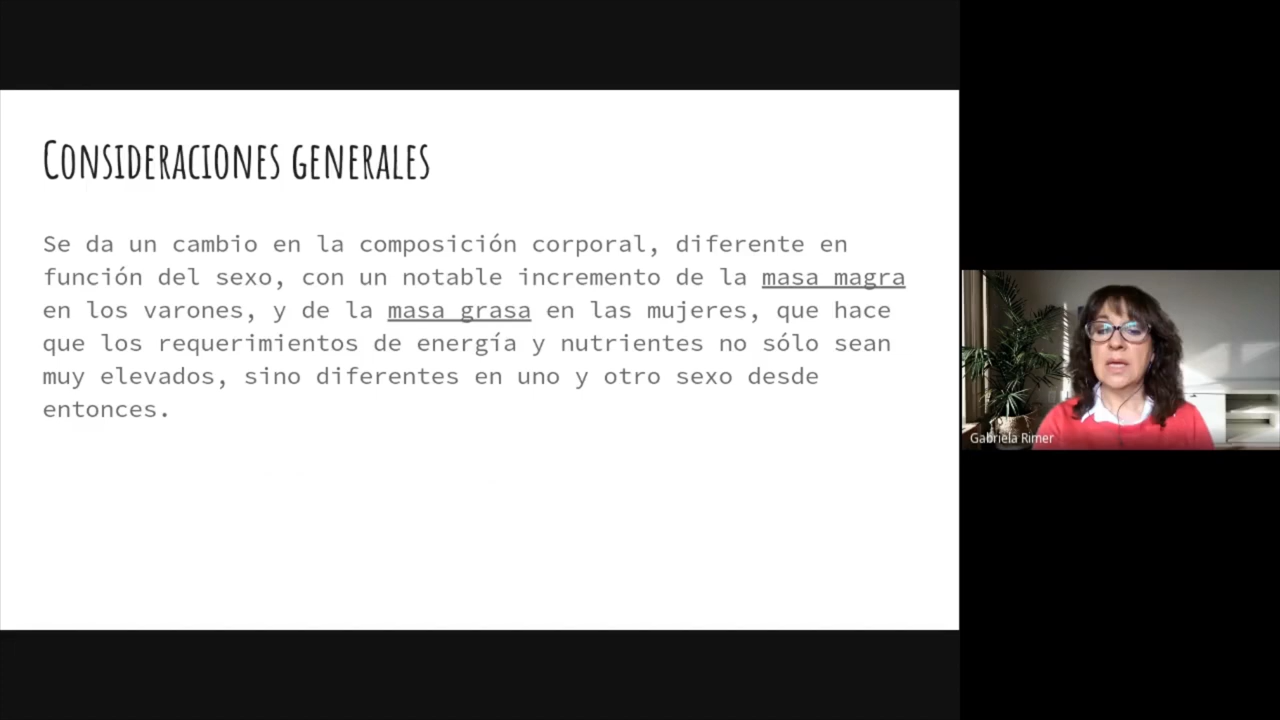 Consideraciones generales
Se da un cambio en la composición corporal, diferente en
función del sexo, con un notable incremento de la masa magra
en los varones, y de la masa grasa en las mujeres, que hace
que los requerimientos de energía y nutrientes no sólo sean
muy elevados, sino diferentes en uno y otro sexo desde
entonces.
Gabriela Rimer